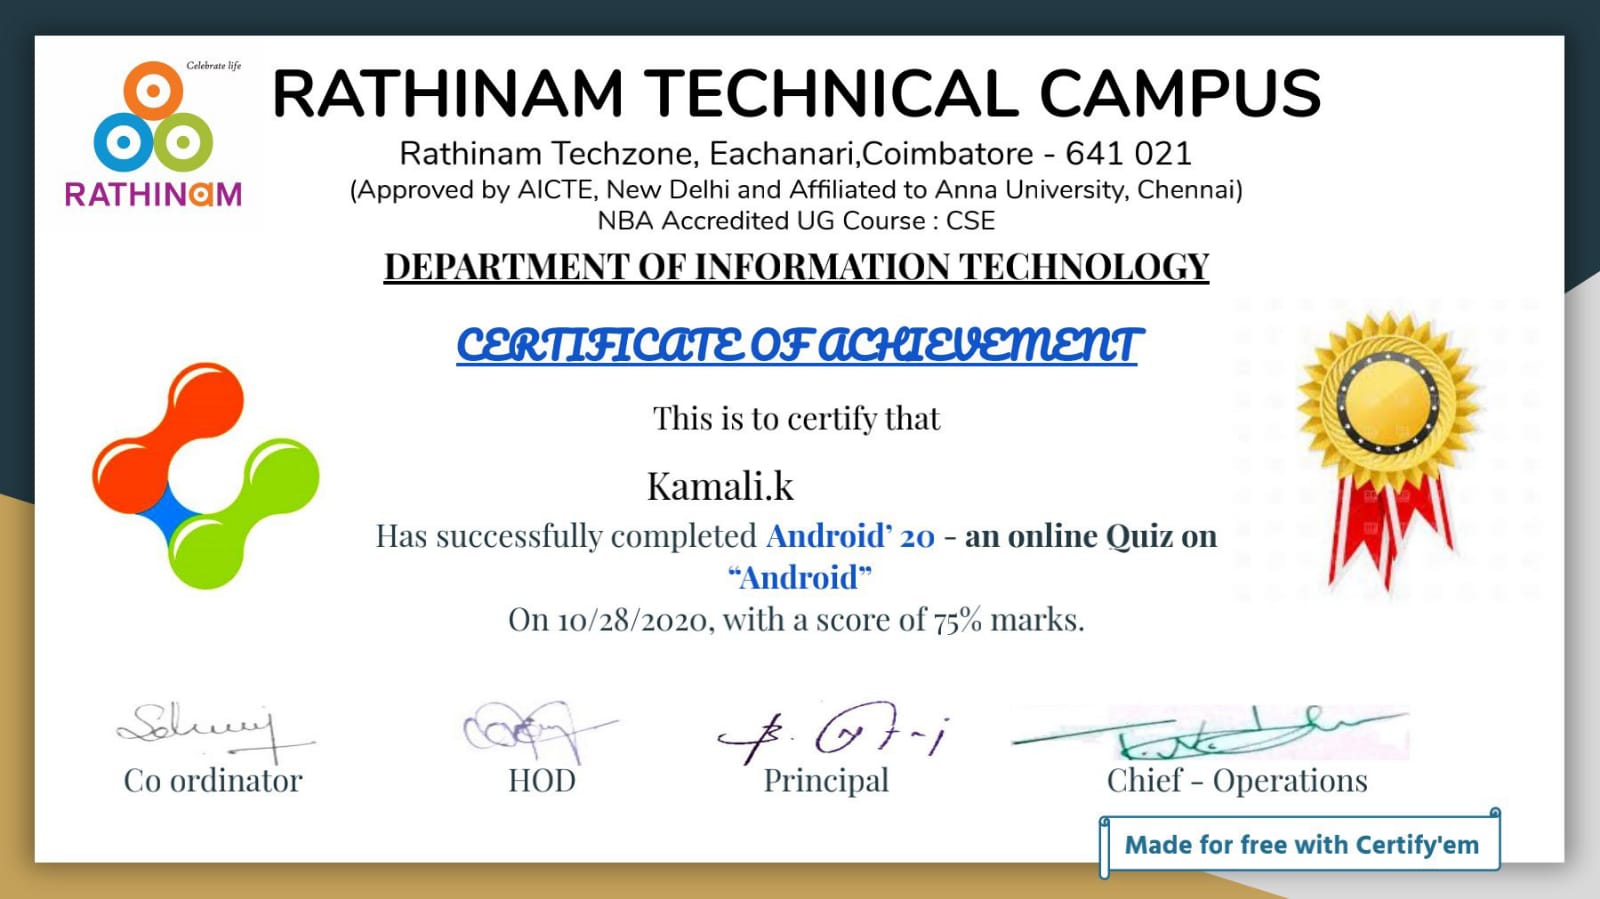 Celebrate life
RATHINAM
RATHINAM TECHNICAL CAMPUS
Rathinam Techzone, Eachanari,Coimbatore - 641 021
(Approved by AICTE, New Delhi and Affiliated to Anna University, Chennai)
NBA Accredited UG Course : CSE
DEPARTMENT OF INFORMATION TECHNOLOGY
CERTIFICATE OF ACHIEVEMENT
This is to certify that
Kamali.k
Has successfully completed Android’ 20 - an online Quiz on
“Android”
On 10/28/2020, with a score of 75% marks.
Co ordinator HOD Principal Chief - Operations
Made for free with Certify'em